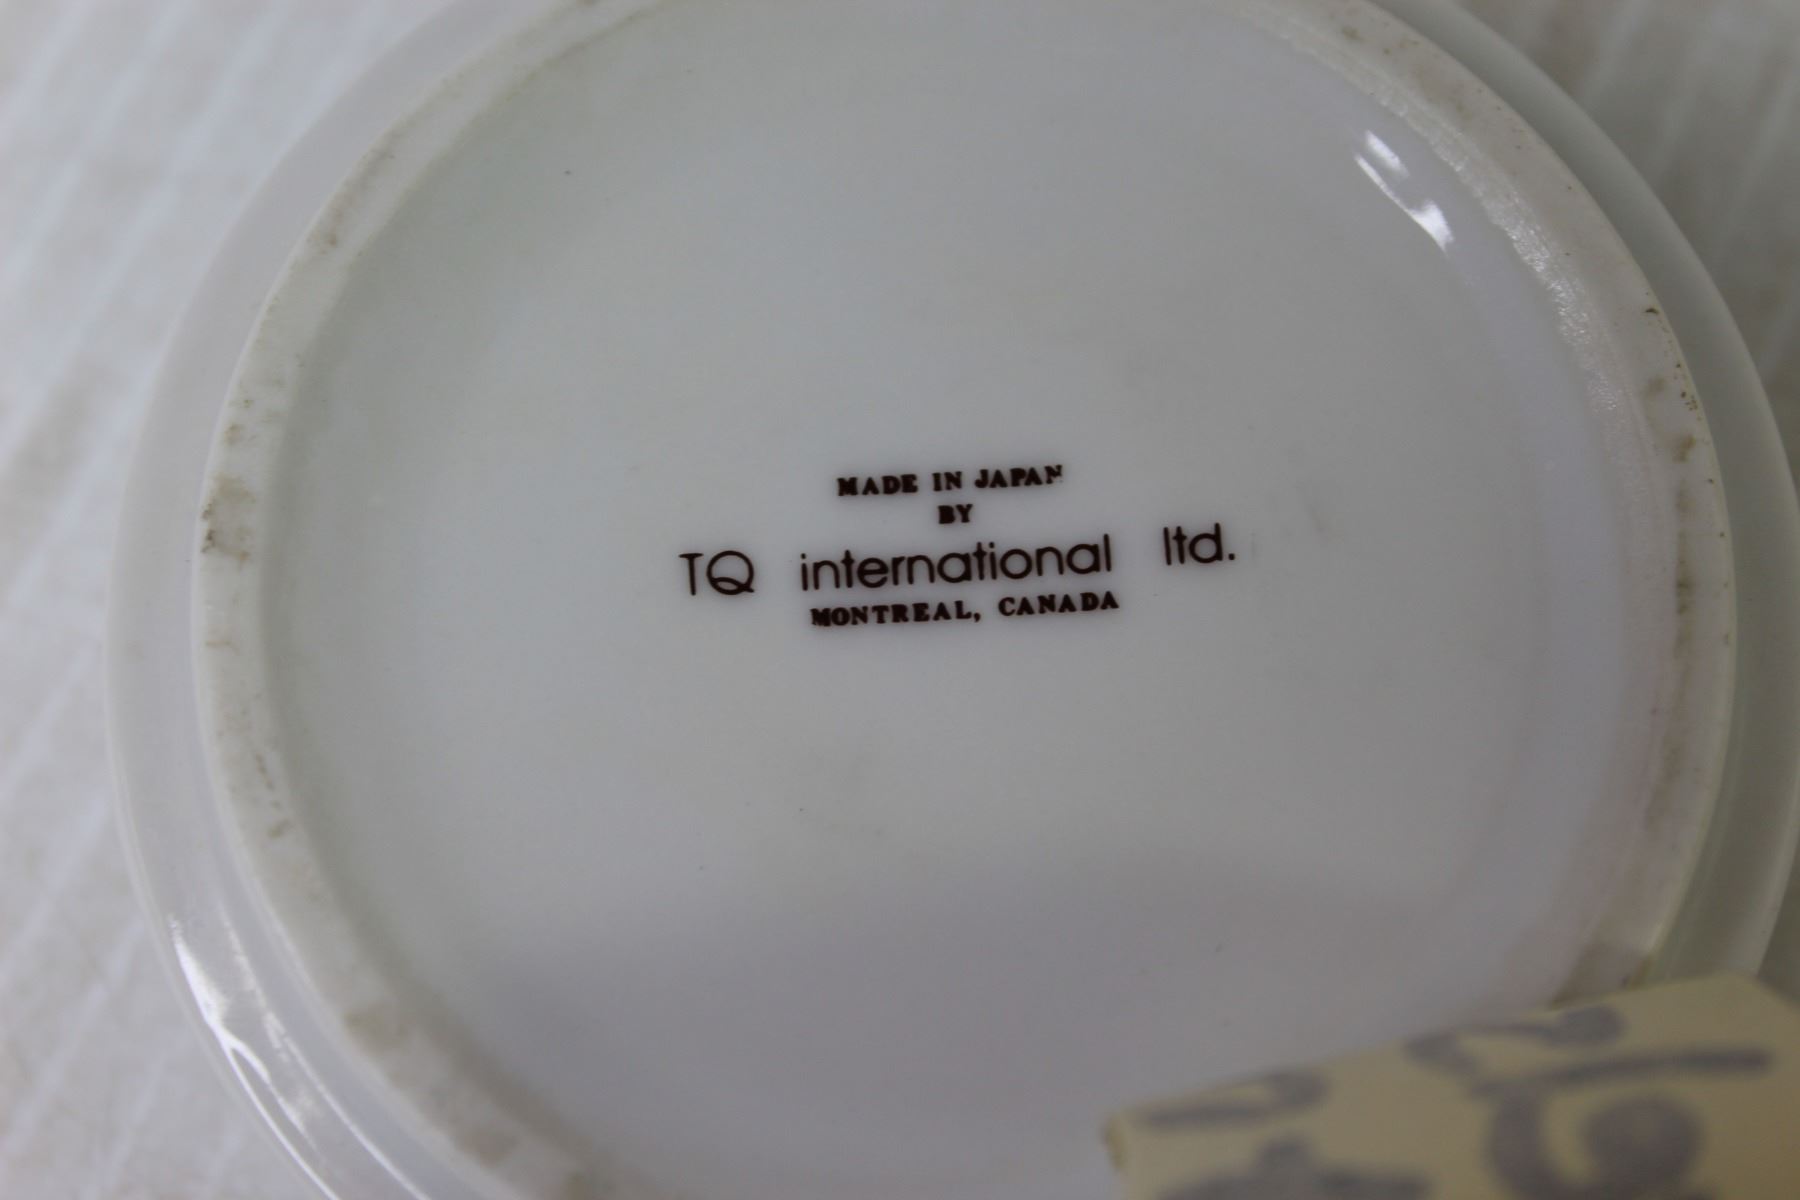 MADE IN JAPAN
BY
TQ international ltd.
MONTREAL, CANADA